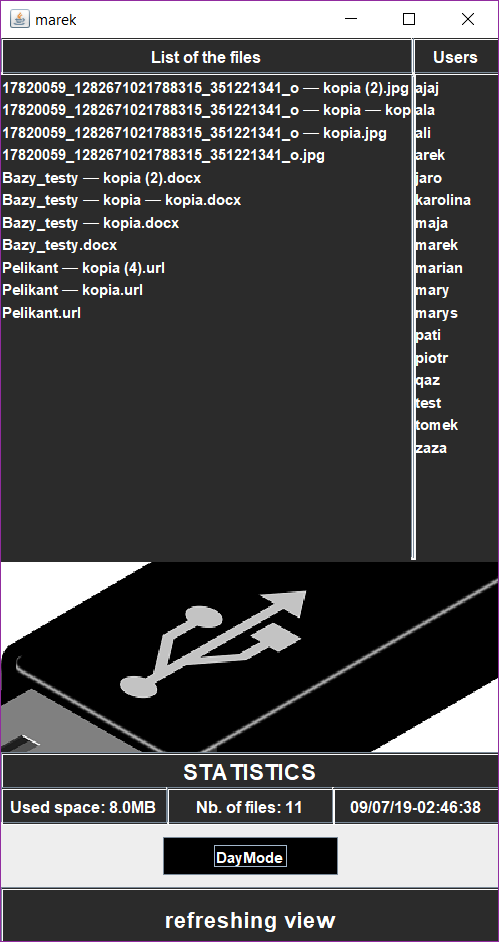 marek
List of the files
Users
17820059_1282671021788315_351221341_o — kopia (2).jpg
17820059_1282671021788315_351221341_o — kopia — kop
17820059_1282671021788315_351221341_o — kopia.jpg
17820059_1282671021788315_351221341_o.jpg
Bazy_testy — kopia (2).docx
Bazy_testy — kopia — kopia.docx
Bazy_testy — kopia.docx
Bazy_testy.docx
Pelikant — kopia (4).url
Pelikant — kopia.url
Pelikant.url
ajaj
ala
ali
arek
jaro
karolina
maja
marek
marian
mary
marys
pati
piotr
qaz
test
tomek
zaza
STATISTICS
Used space: 8.0MB
Nb. of files: 11
09/07/19-02:46:38
DayMode
refreshing view